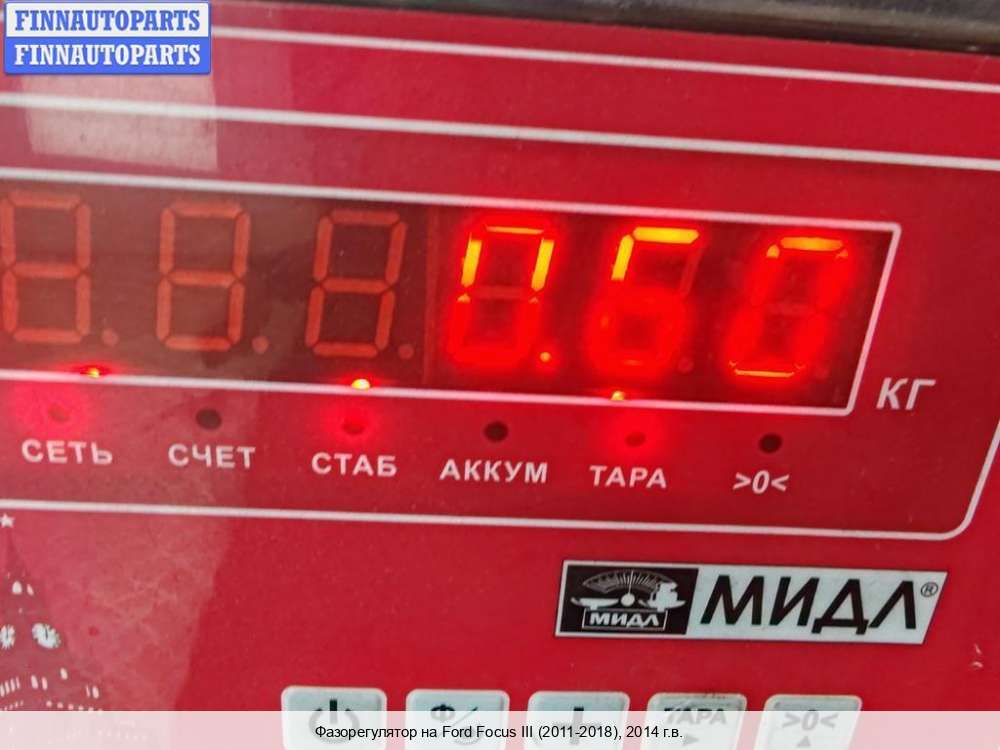 FINNAUTOPARTS
FINNAUTOPARTS
0.60
КГ
СЕТЬ СЧЕТ СТАБ АККУМ ТАРА >0<
МИДЛ МИДЛ®
ТАРА >0<
Фазорегулятор на Ford Focus III (2011-2018), 2014 г.в.